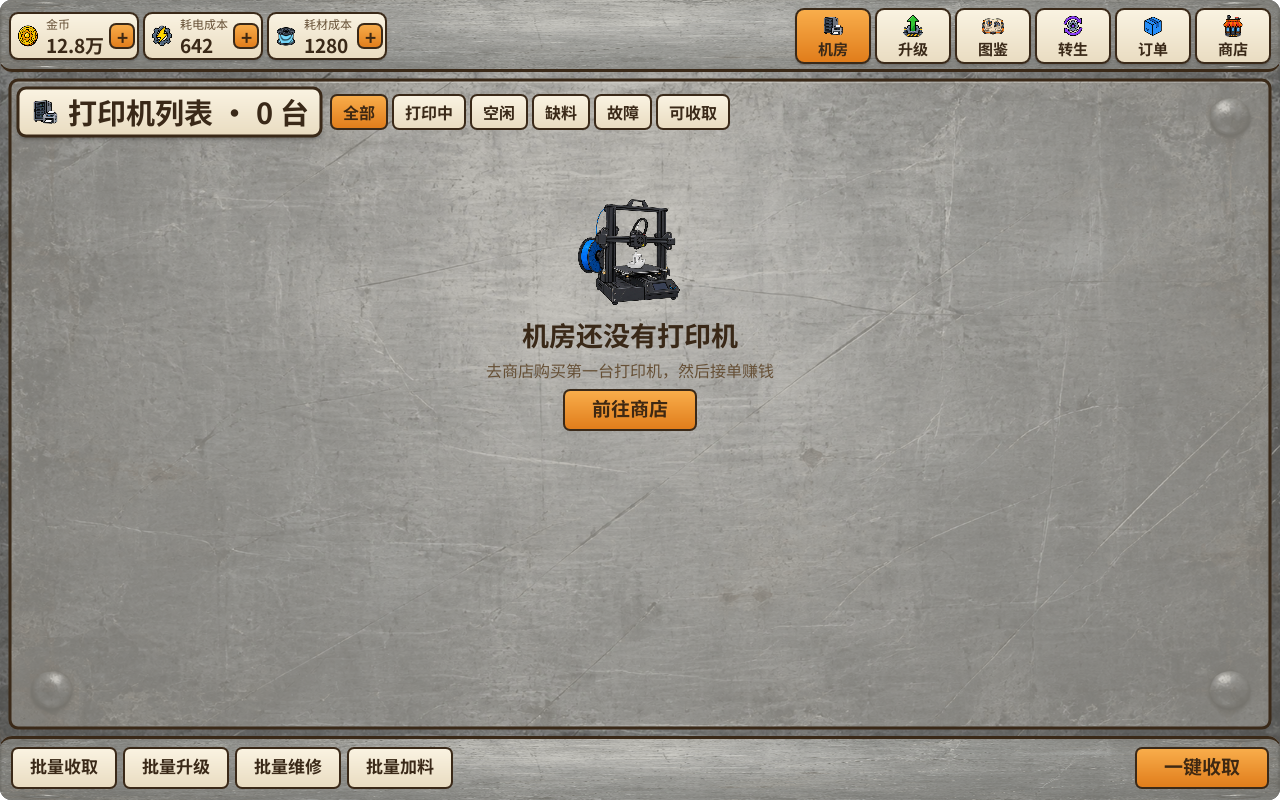 金币
12.8万
+
耗电成本
642
+
耗材成本
1280
+
机房
升级
图鉴
转生
订单
商店
打印机列表 · 0 台
全部
打印中
空闲
缺料
故障
可收取
机房还没有打印机
去商店购买第一台打印机，然后接单赚钱
前往商店
批量收取
批量升级
批量维修
批量加料
一键收取